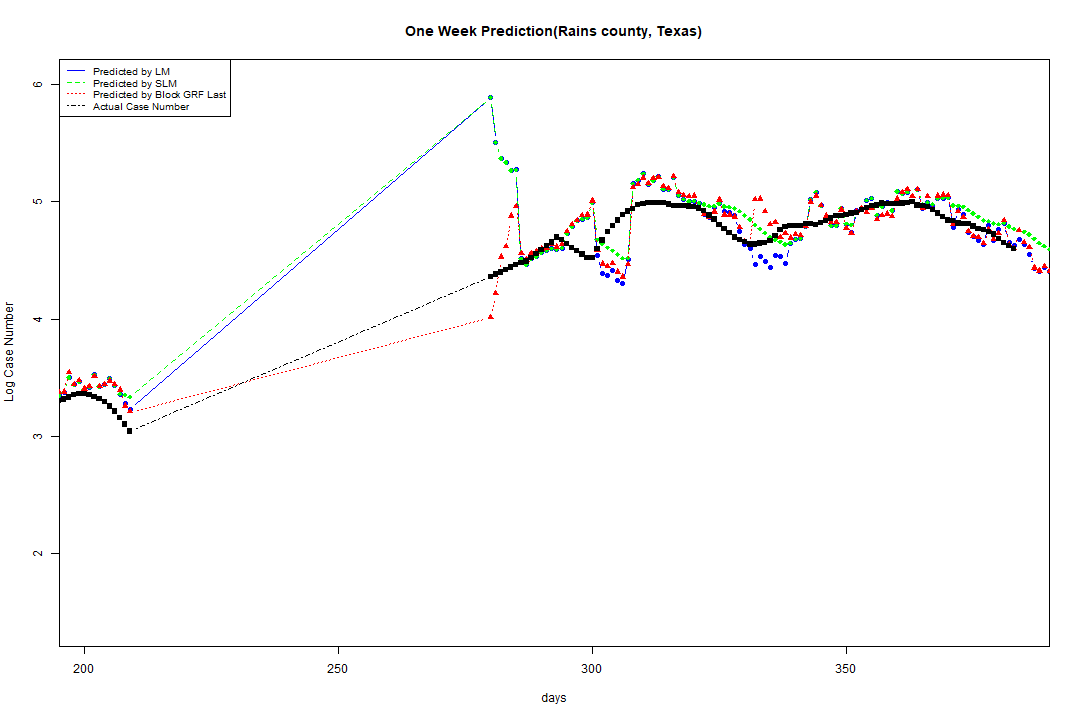 One Week Prediction(Rains county, Texas)
Predicted by LM
Predicted by SLM
Predicted by Block GRF Last
Actual Case Number
6
5
4
3
2
Log Case Number
200 250 300 350
days